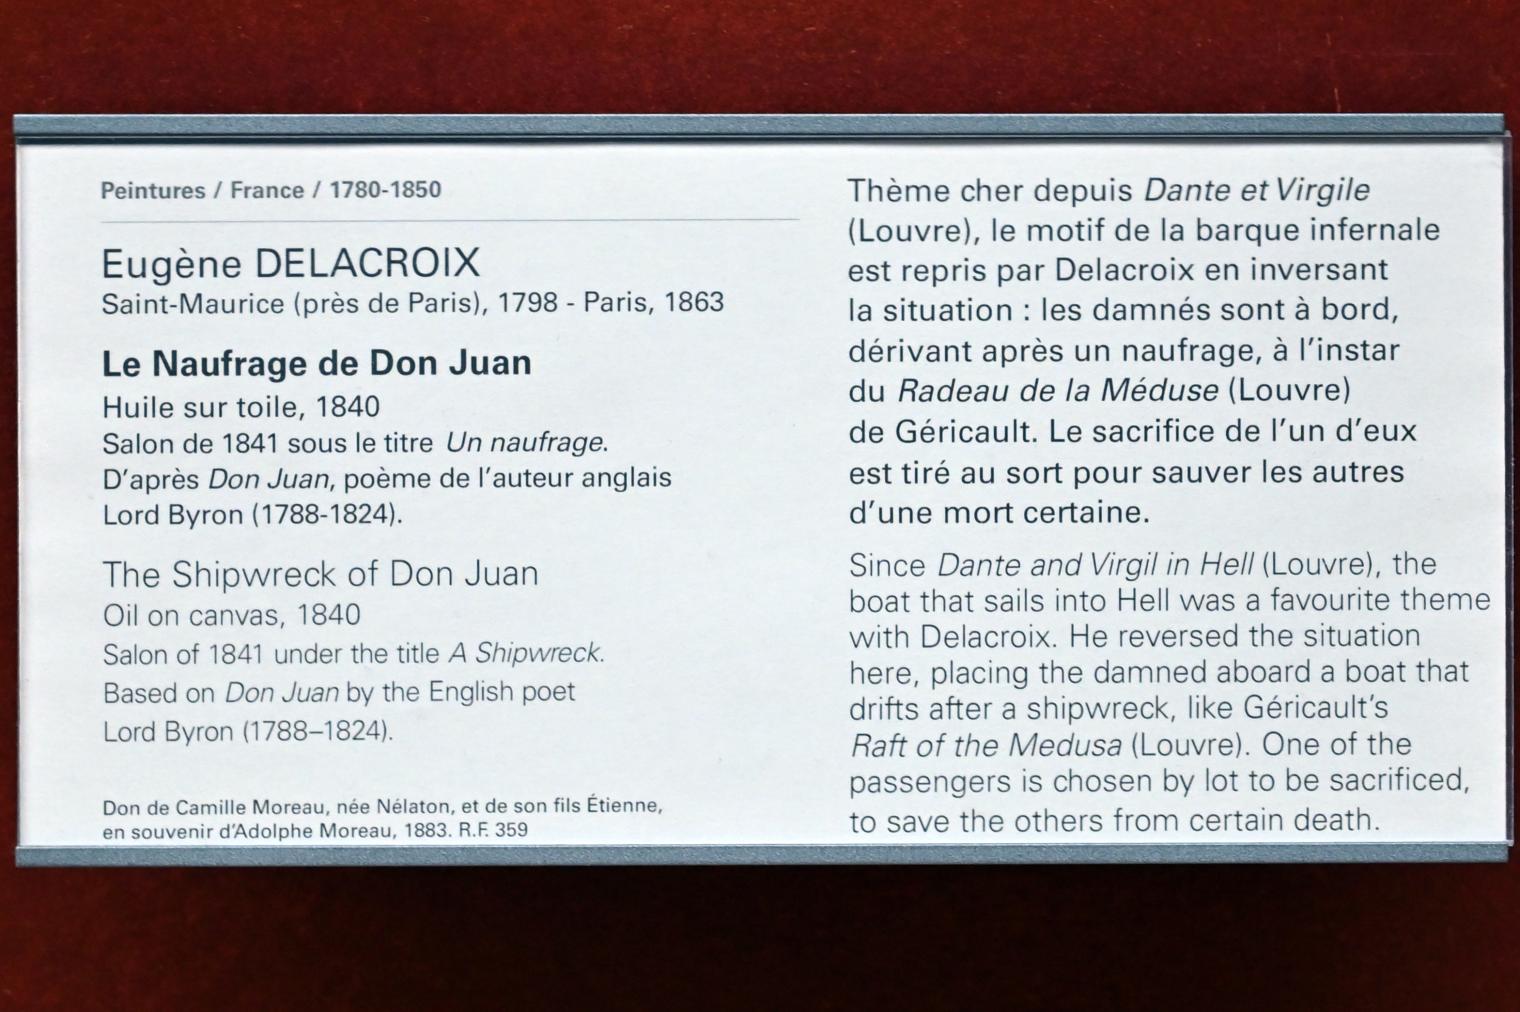 Peintures / France / 1780-1850
Eugène DELACROIX
Saint-Maurice (près de Paris), 1798 - Paris, 1863
Le Naufrage de Don Juan
Huile sur toile, 1840
Salon de 1841 sous le titre Un naufrage.
D'après Don Juan, poème de l'auteur anglais
Lord Byron (1788-1824).
The Shipwreck of Don Juan
Oil on canvas, 1840
Salon of 1841 under the title A Shipwreck.
Based on Don Juan by the English poet
Lord Byron (1788–1824).
Don de Camille Moreau, née Nélaton, et de son fils Étienne,
en souvenir d'Adolphe Moreau, 1883. R.F. 359
Thème cher depuis Dante et Virgile
(Louvre), le motif de la barque infernale
est repris par Delacroix en inversant
la situation : les damnés sont à bord,
dérivant après un naufrage, à l'instar
du Radeau de la Méduse (Louvre)
de Géricault. Le sacrifice de l'un d'eux
est tiré au sort pour sauver les autres
d'une mort certaine.
Since Dante and Virgil in Hell (Louvre), the
boat that sails into Hell was a favourite theme
with Delacroix. He reversed the situation
here, placing the damned aboard a boat that
drifts after a shipwreck, like Géricault's
Raft of the Medusa (Louvre). One of the
passengers is chosen by lot to be sacrificed,
to save the others from certain death.